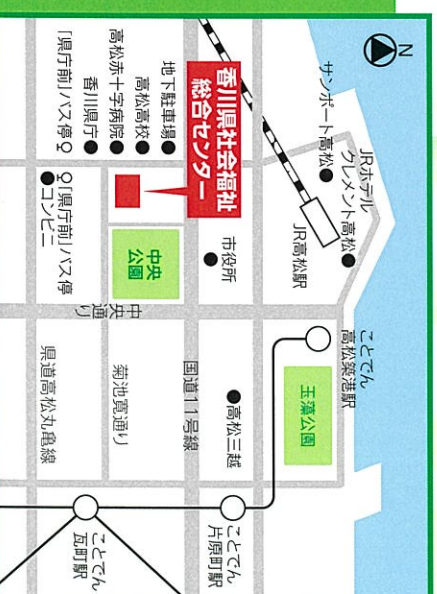 N
サンポート高松
JRホテル
クレメント高松
JR高松駅
ことでん
高松築港駅
玉藻公園
香川県社会福祉
総合センター
地下駐車場
高松高校
高松赤十字病院
香川県庁
「県庁前」バス停
「県庁前」バス停
コンビニ
市役所
中央
公園
中央通り
国道11号線
高松三越
菊池寛通り
県道高松丸亀線
ことでん
片原町駅
ことでん
瓦町駅